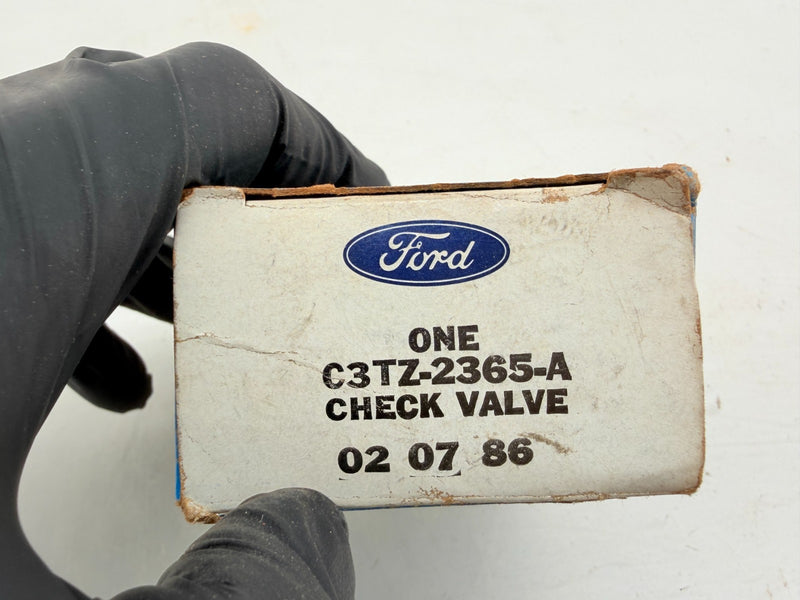 Ford
ONE
C3TZ-2365-A
CHECK VALVE
02 07 86